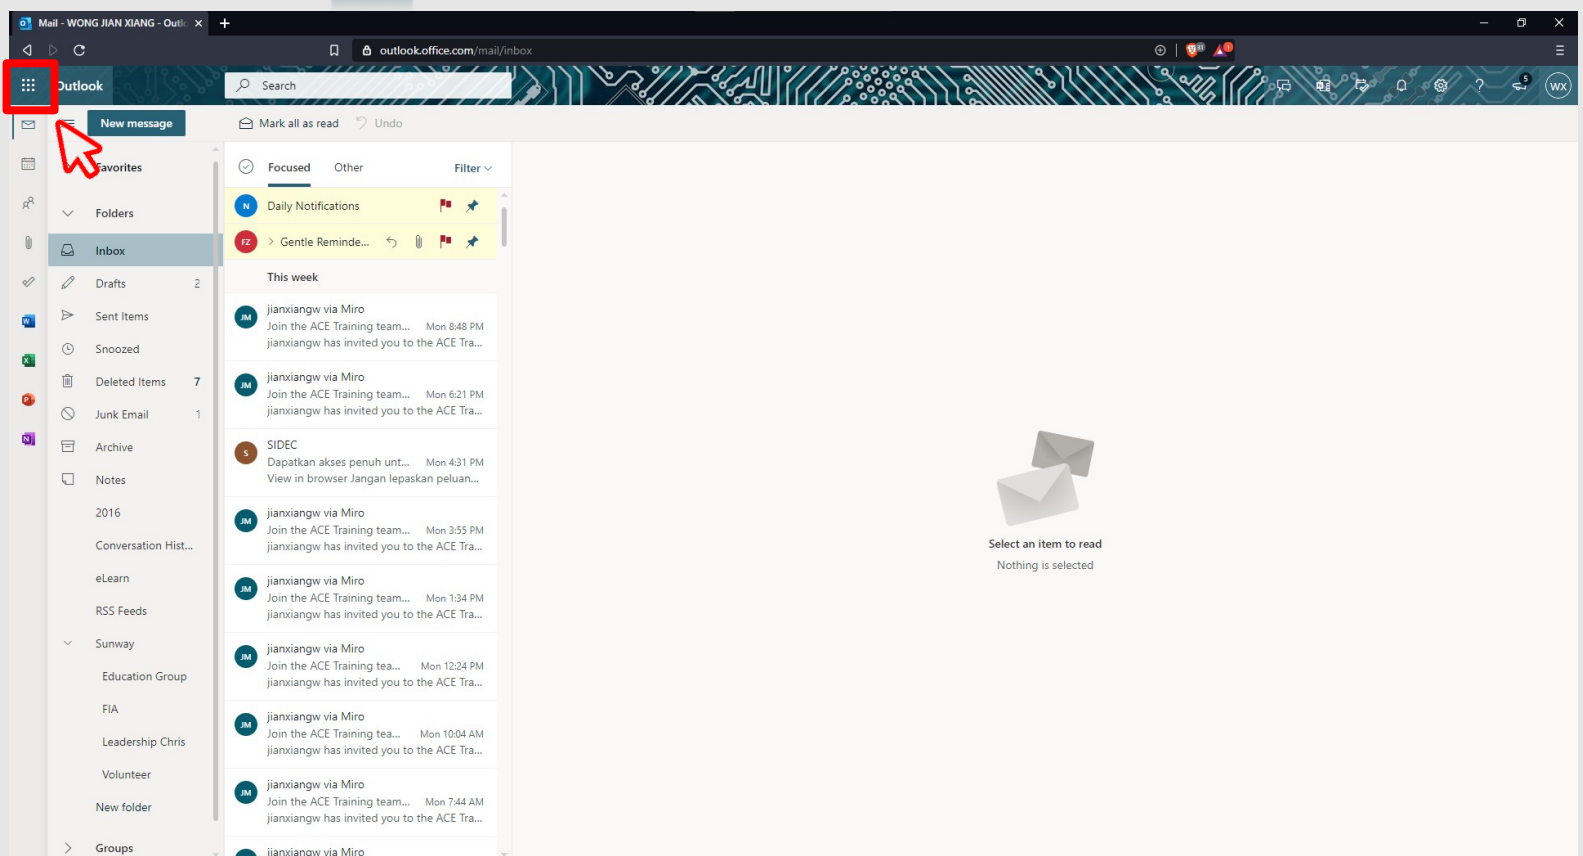 Mail - WONG JIAN XIANG - Outlo
outlook.office.com/mail/inbox
Outlook
Search
5
WX
New message
Mark all as read
Undo
Favorites
Folders
Inbox
Drafts 2
Sent Items
Snoozed
Deleted Items 7
Junk Email 1
Archive
Notes
2016
Conversation Hist...
eLearn
RSS Feeds
Sunway
Education Group
FIA
Leadership Chris
Volunteer
New folder
Groups
Focused Other Filter
N Daily Notifications
FZ Gentle Reminde...
This week
JM jianxiangw via Miro
Join the ACE Training team... Mon 8:48 PM
jianxiangw has invited you to the ACE Tra...
JM jianxiangw via Miro
Join the ACE Training team... Mon 6:21 PM
jianxiangw has invited you to the ACE Tra...
S SIDEC
Dapatkan akses penuh unt... Mon 4:31 PM
View in browser Jangan lepaskan peluan...
JM jianxiangw via Miro
Join the ACE Training team... Mon 3:55 PM
jianxiangw has invited you to the ACE Tra...
JM jianxiangw via Miro
Join the ACE Training team... Mon 1:34 PM
jianxiangw has invited you to the ACE Tra...
JM jianxiangw via Miro
Join the ACE Training tea... Mon 12:24 PM
jianxiangw has invited you to the ACE Tra...
JM jianxiangw via Miro
Join the ACE Training tea... Mon 10:04 AM
jianxiangw has invited you to the ACE Tra...
JM jianxiangw via Miro
Join the ACE Training team... Mon 7:44 AM
jianxiangw has invited you to the ACE Tra...
jianxiangw via Miro
Select an item to read
Nothing is selected